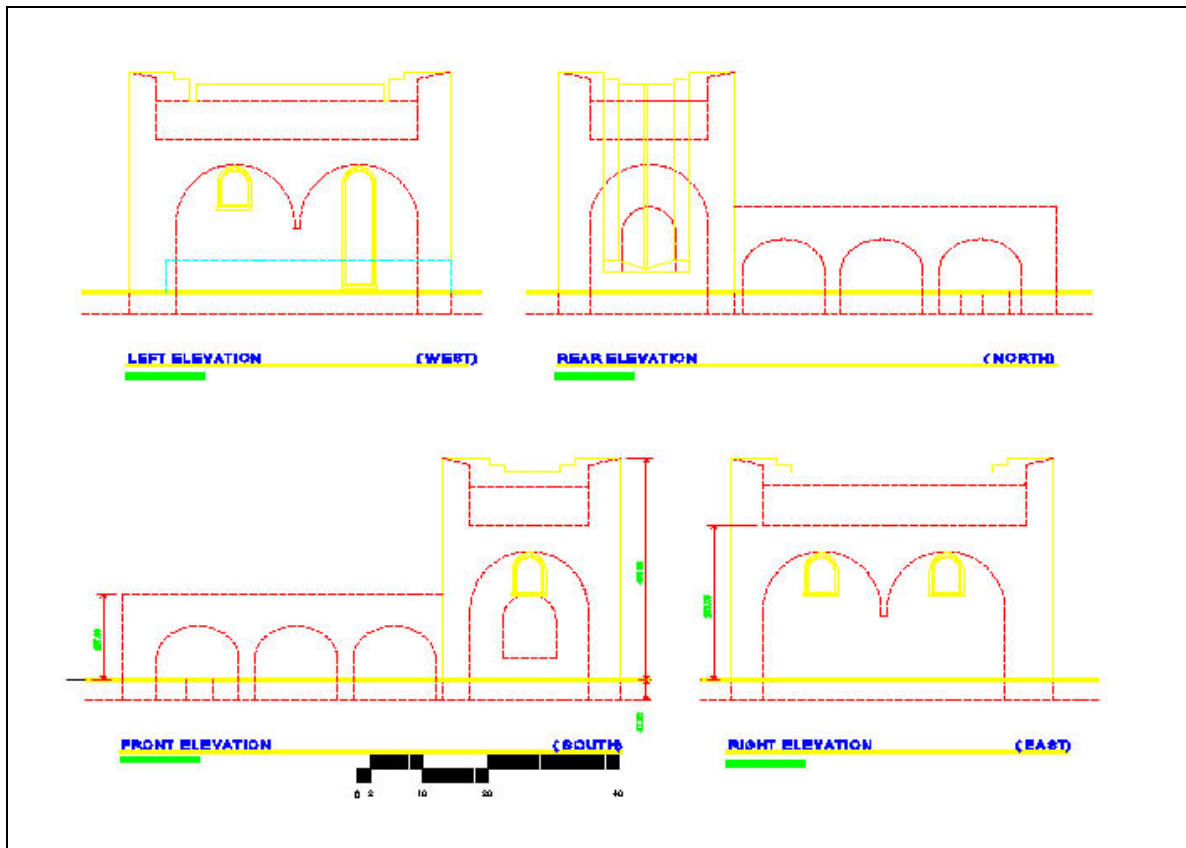 LEFT ELEVATION (WEST)
REAR ELEVATION (NORTH)
FRONT ELEVATION (SOUTH)
RIGHT ELEVATION (EAST)
0 2 10 20 40